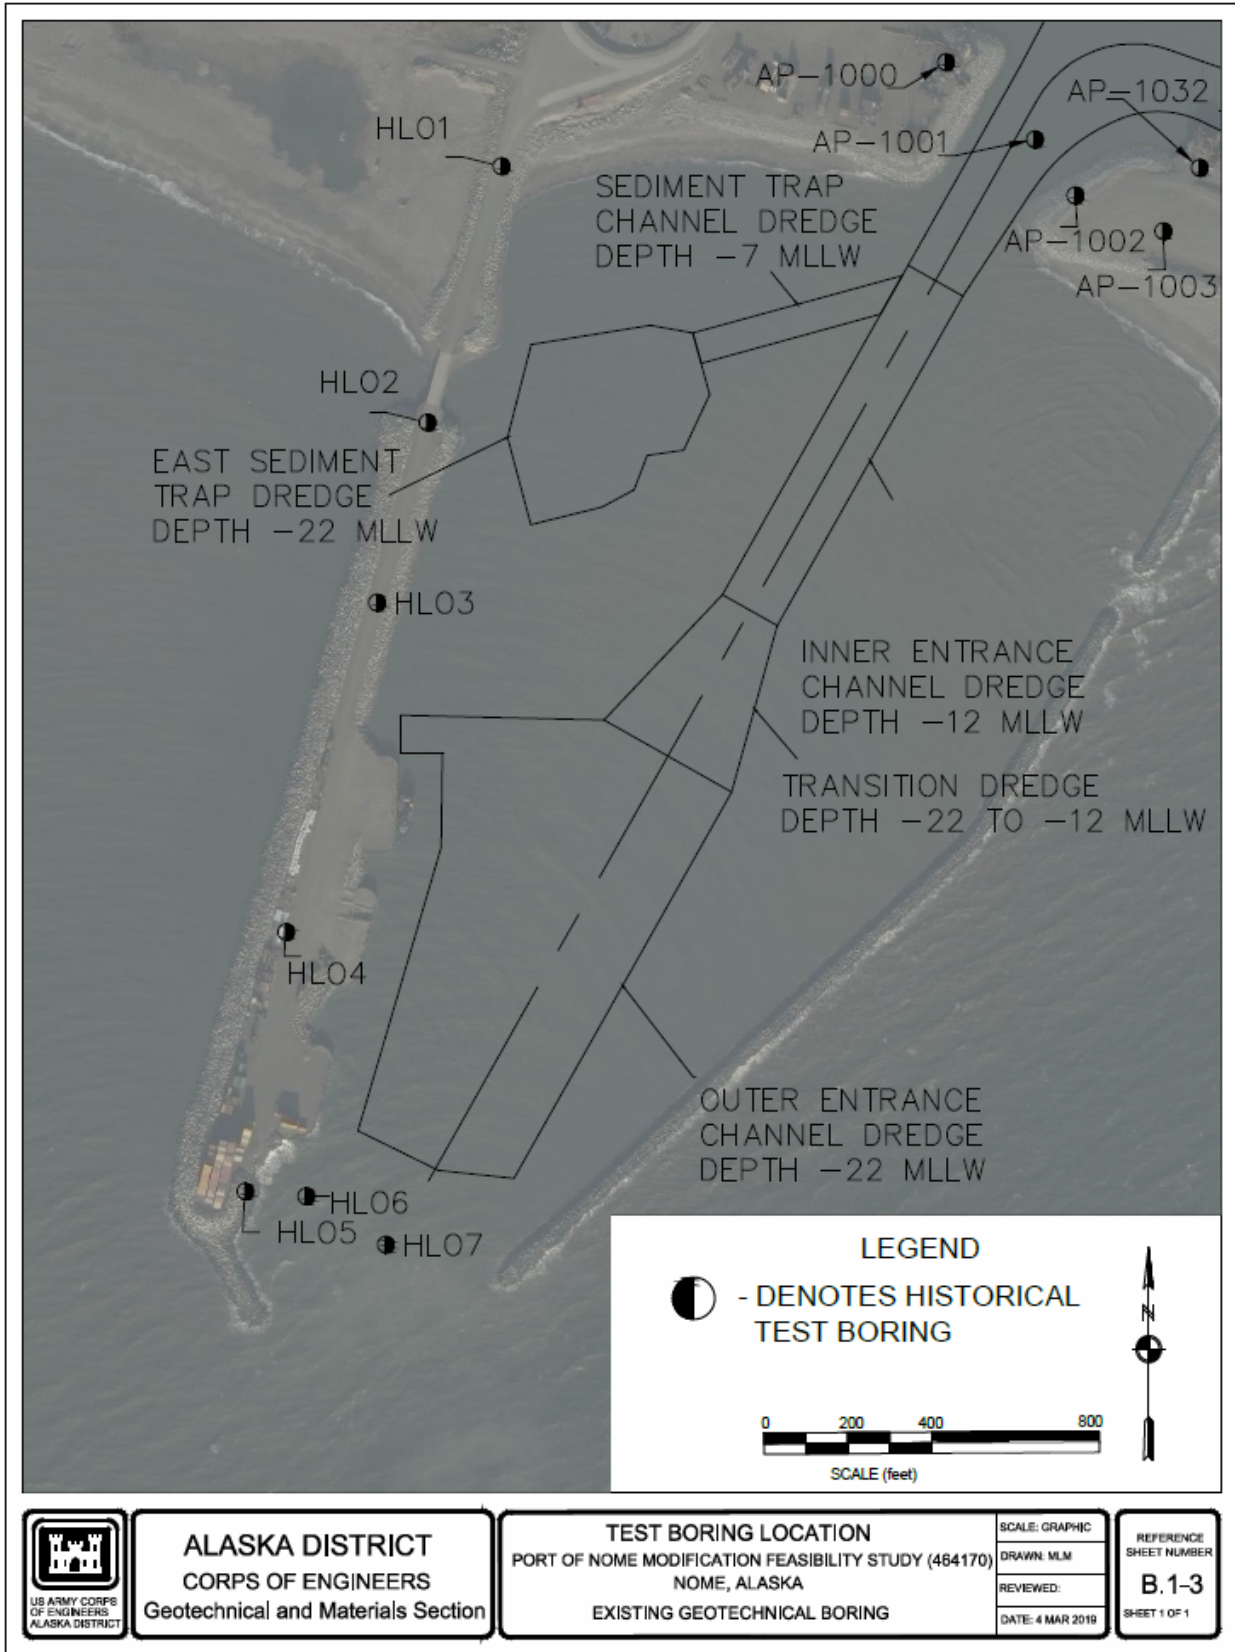 AP-1000
AP-1032
HL01
AP-1001
SEDIMENT TRAP
CHANNEL DREDGE
DEPTH -7 MLLW
AP-1002
AP-1003
HL02
EAST SEDIMENT
TRAP DREDGE
DEPTH -22 MLLW
HL03
INNER ENTRANCE
CHANNEL DREDGE
DEPTH -12 MLLW
TRANSITION DREDGE
DEPTH -22 TO -12 MLLW
HL04
OUTER ENTRANCE
CHANNEL DREDGE
DEPTH -22 MLLW
HL06
HL05
HL07
LEGEND
- DENOTES HISTORICAL
TEST BORING
N
0 200 400 800
SCALE (feet)
US ARMY CORPS
OF ENGINEERS
ALASKA DISTRICT
ALASKA DISTRICT
CORPS OF ENGINEERS
Geotechnical and Materials Section
TEST BORING LOCATION
PORT OF NOME MODIFICATION FEASIBILITY STUDY (464170)
NOME, ALASKA
EXISTING GEOTECHNICAL BORING
SCALE: GRAPHIC
DRAWN: MLM
REVIEWED:
DATE: 4 MAR 2019
REFERENCE
SHEET NUMBER
B.1-3
SHEET 1 OF 1